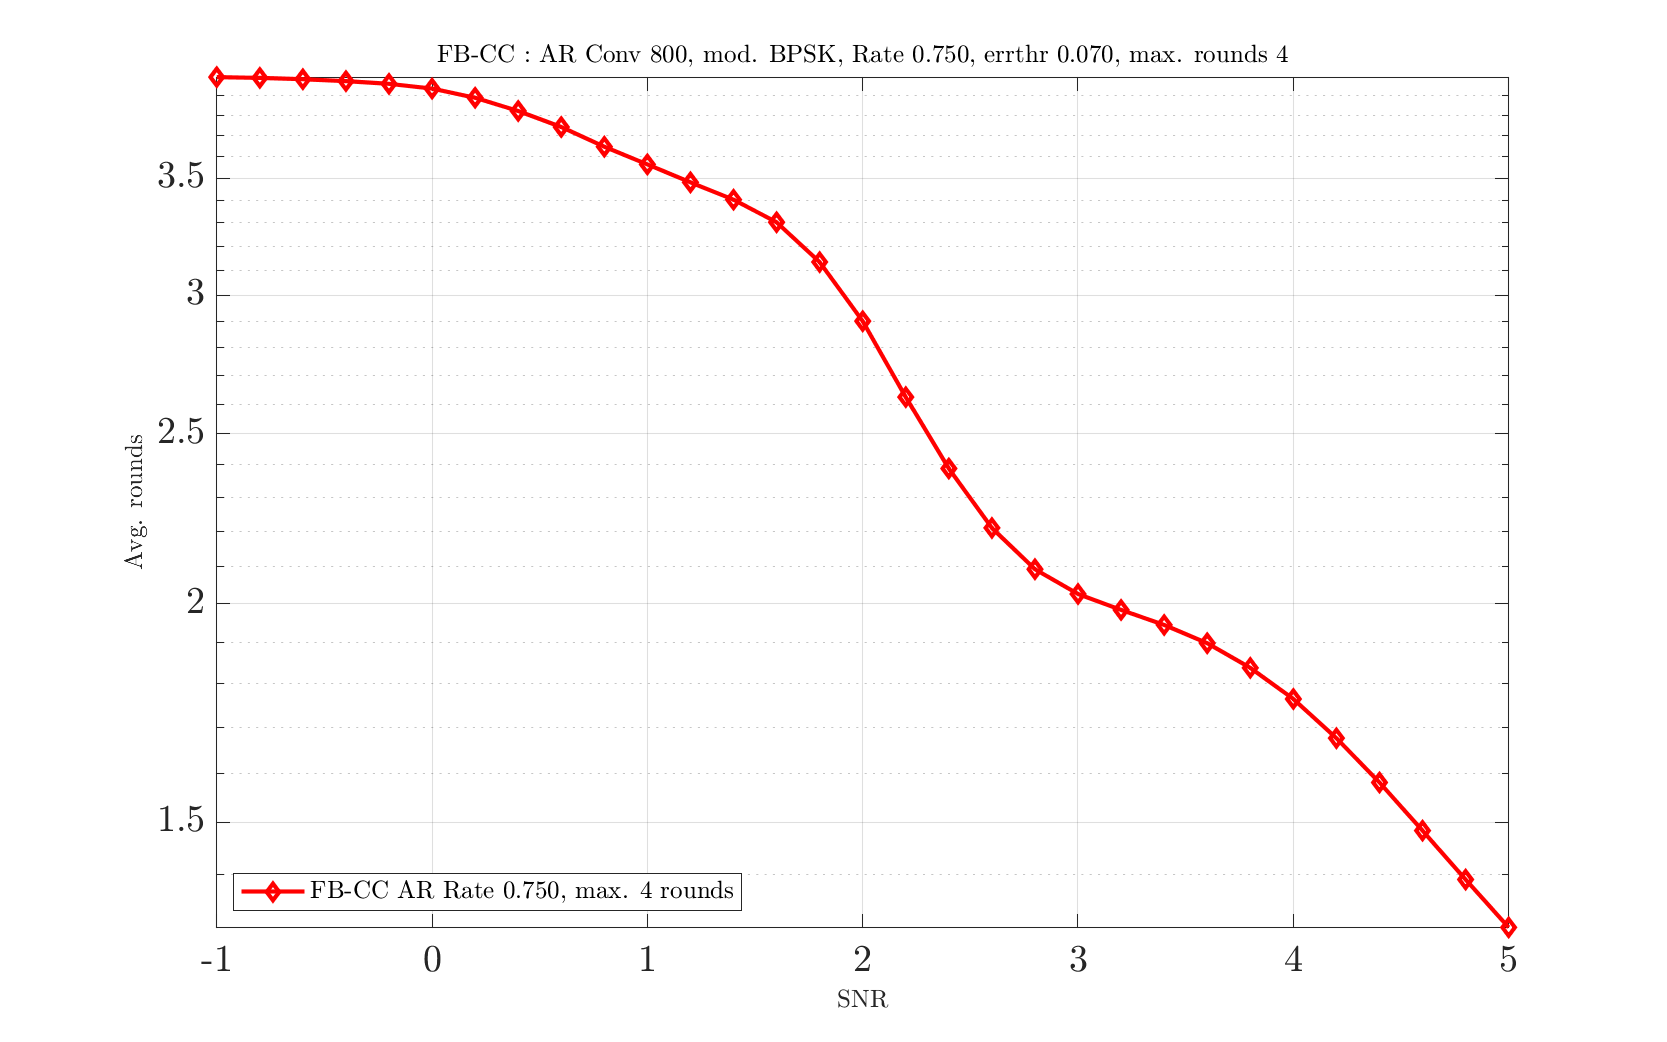 FB-CC : AR Conv 800, mod. BPSK, Rate 0.750, errthr 0.070, max. rounds 4
3.5
3
2.5
2
1.5
Avg. rounds
FB-CC AR Rate 0.750, max. 4 rounds
-1 0 1 2 3 4 5
SNR